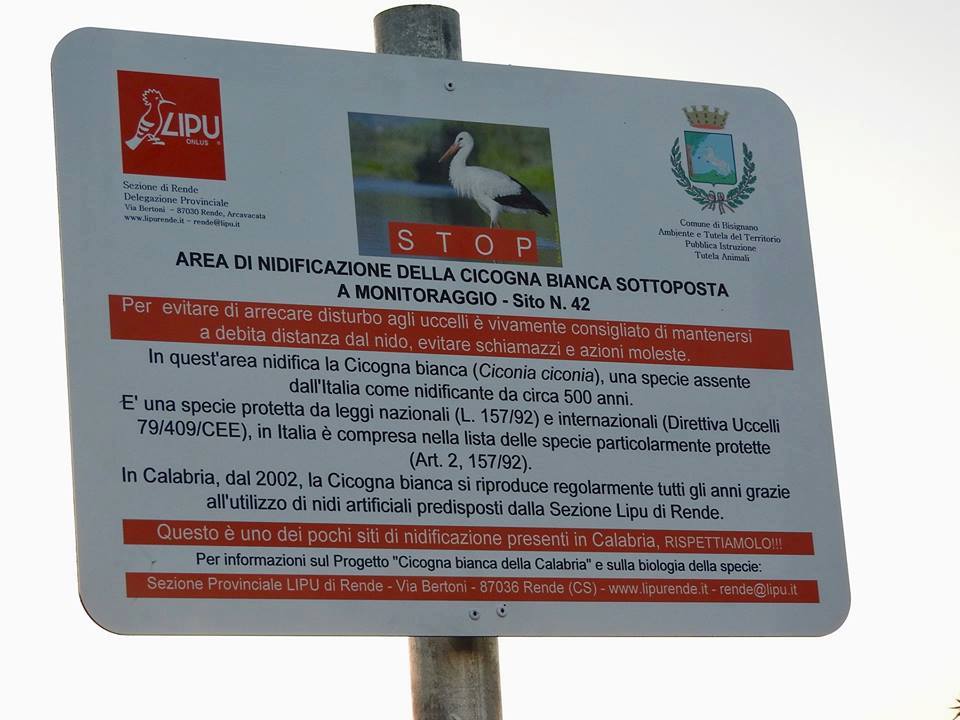 LIPU
ONLUS
Sezione di Rende
Delegazione Provinciale
Via Bertoni – 87030 Rende, Arcavacata
www.lipurende.it – rende@lipu.it
STOP
Comune di Bisignano
Ambiente e Tutela del Territorio
Pubblica Istruzione
Tutela Animali
AREA DI NIDIFICAZIONE DELLA CICOGNA BIANCA SOTTOPOSTA
A MONITORAGGIO - Sito N. 42
Per evitare di arrecare disturbo agli uccelli è vivamente consigliato di mantenersi
a debita distanza dal nido, evitare schiamazzi e azioni moleste.
In quest'area nidifica la Cicogna bianca (Ciconia ciconia), una specie assente
dall'Italia come nidificante da circa 500 anni.
E' una specie protetta da leggi nazionali (L. 157/92) e internazionali (Direttiva Uccelli
79/409/CEE), in Italia è compresa nella lista delle specie particolarmente protette
(Art. 2, 157/92).
In Calabria, dal 2002, la Cicogna bianca si riproduce regolarmente tutti gli anni grazie
all'utilizzo di nidi artificiali predisposti dalla Sezione Lipu di Rende.
Questo è uno dei pochi siti di nidificazione presenti in Calabria, RISPETTIAMOLO!!!
Per informazioni sul Progetto "Cicogna bianca della Calabria" e sulla biologia della specie:
Sezione Provinciale LIPU di Rende - Via Bertoni - 87036 Rende (CS) - www.lipurende.it - rende@lipu.it